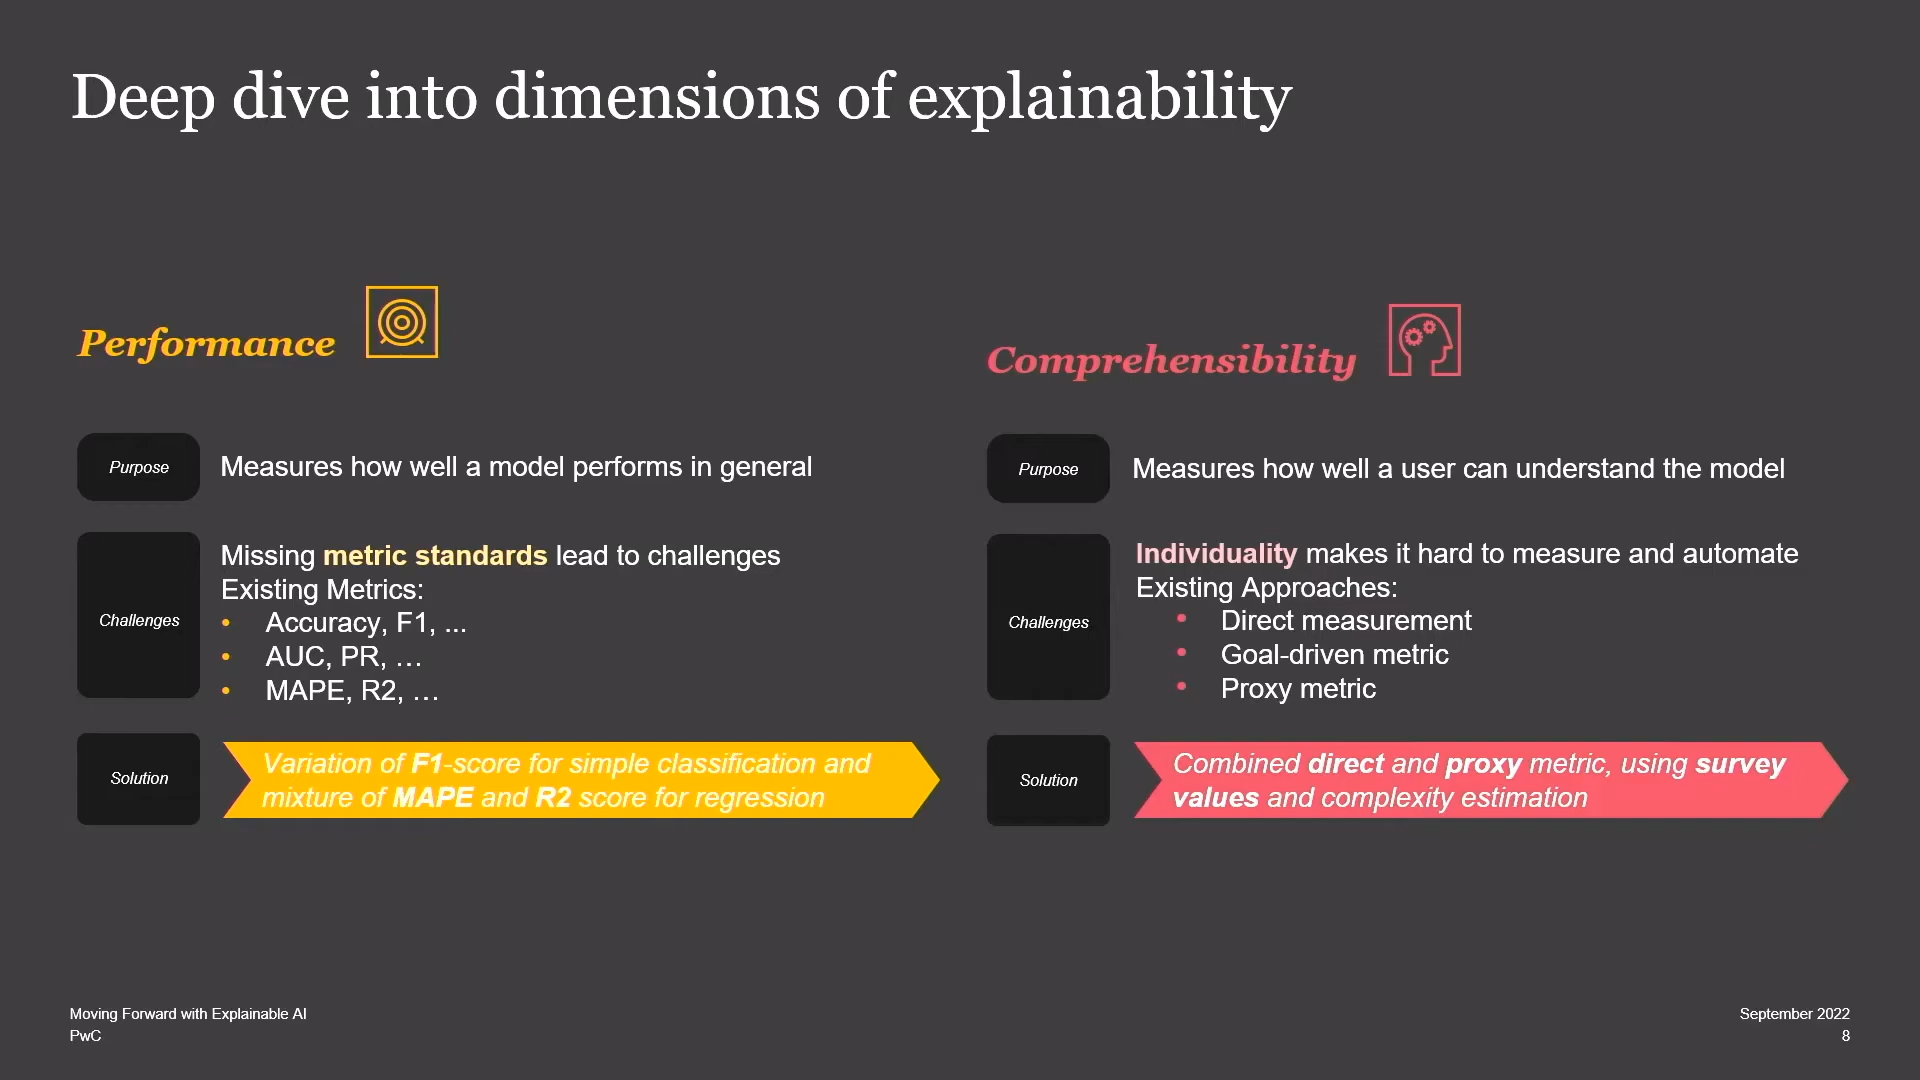 Deep dive into dimensions of explainability
Performance
Purpose
Measures how well a model performs in general
Challenges
Missing metric standards lead to challenges
Existing Metrics:
• Accuracy, F1, ...
• AUC, PR, …
• MAPE, R2, …
Solution
Variation of F1-score for simple classification and
mixture of MAPE and R2 score for regression
Comprehensibility
Purpose
Measures how well a user can understand the model
Challenges
Individuality makes it hard to measure and automate
Existing Approaches:
• Direct measurement
• Goal-driven metric
• Proxy metric
Solution
Combined direct and proxy metric, using survey
values and complexity estimation
Moving Forward with Explainable AI
PwC
September 2022
8